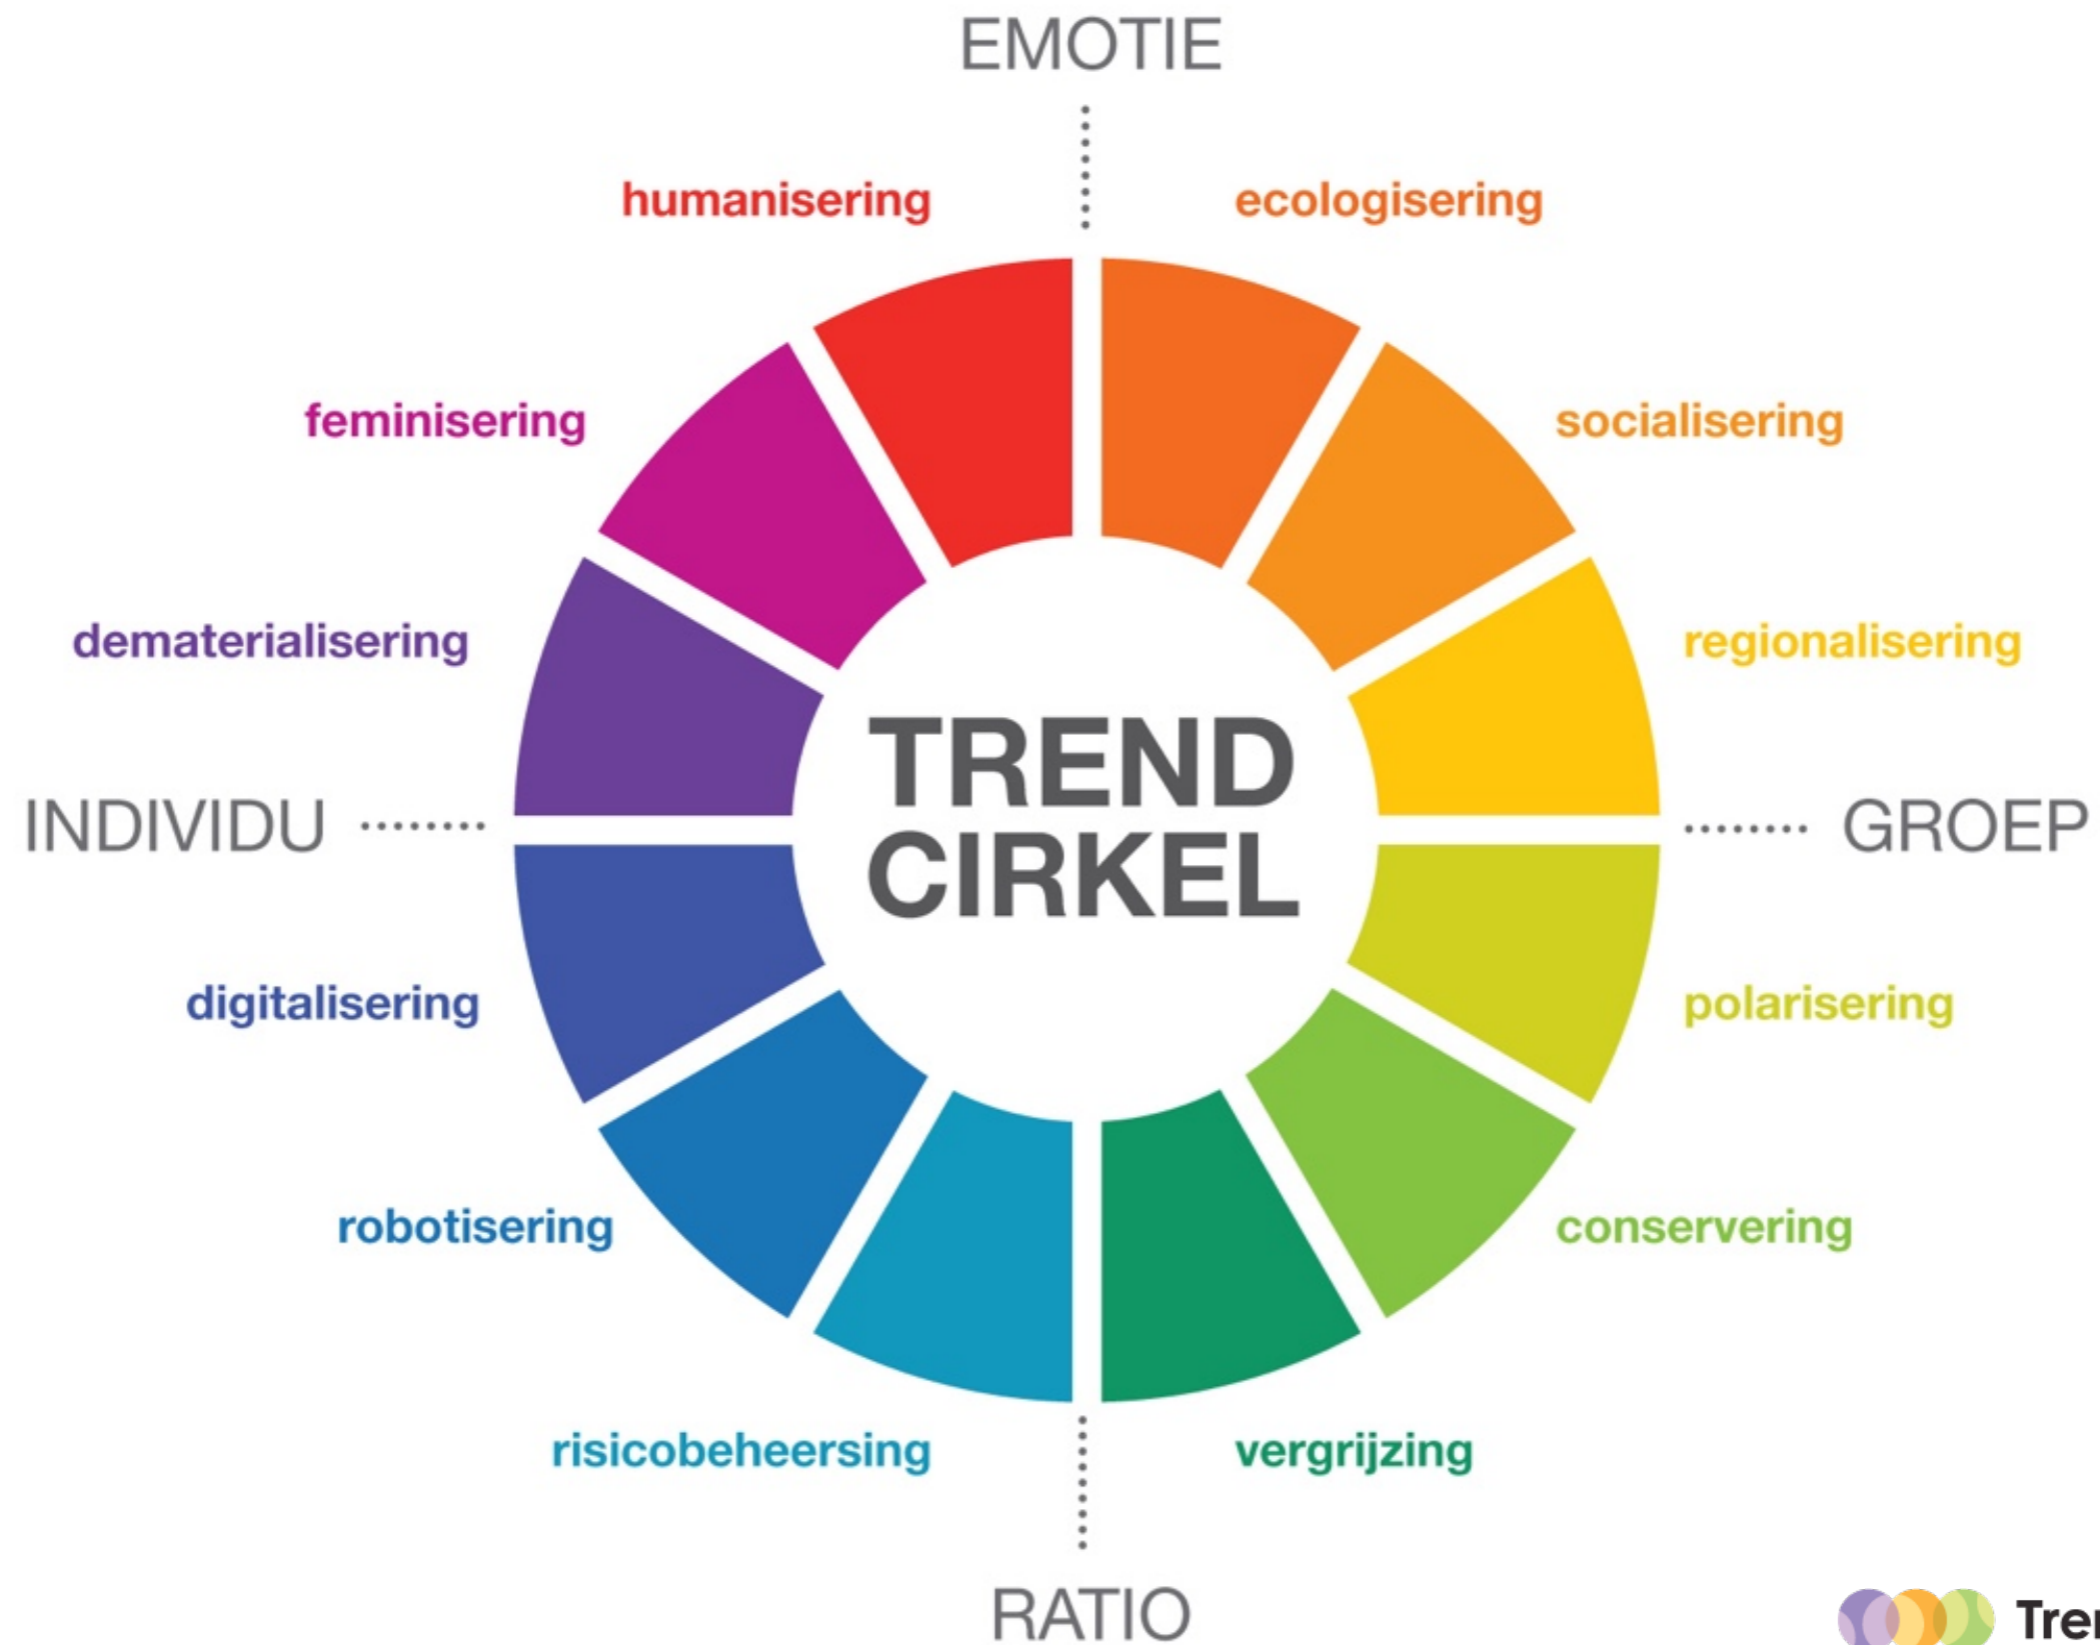 EMOTIE
humanisering
ecologisering
feminisering
socialisering
dematerialisering
regionalisering
TREND
CIRKEL
INDIVIDU
GROEP
digitalisering
polarisering
robotisering
conservering
risicobeheersing
vergrijzing
RATIO